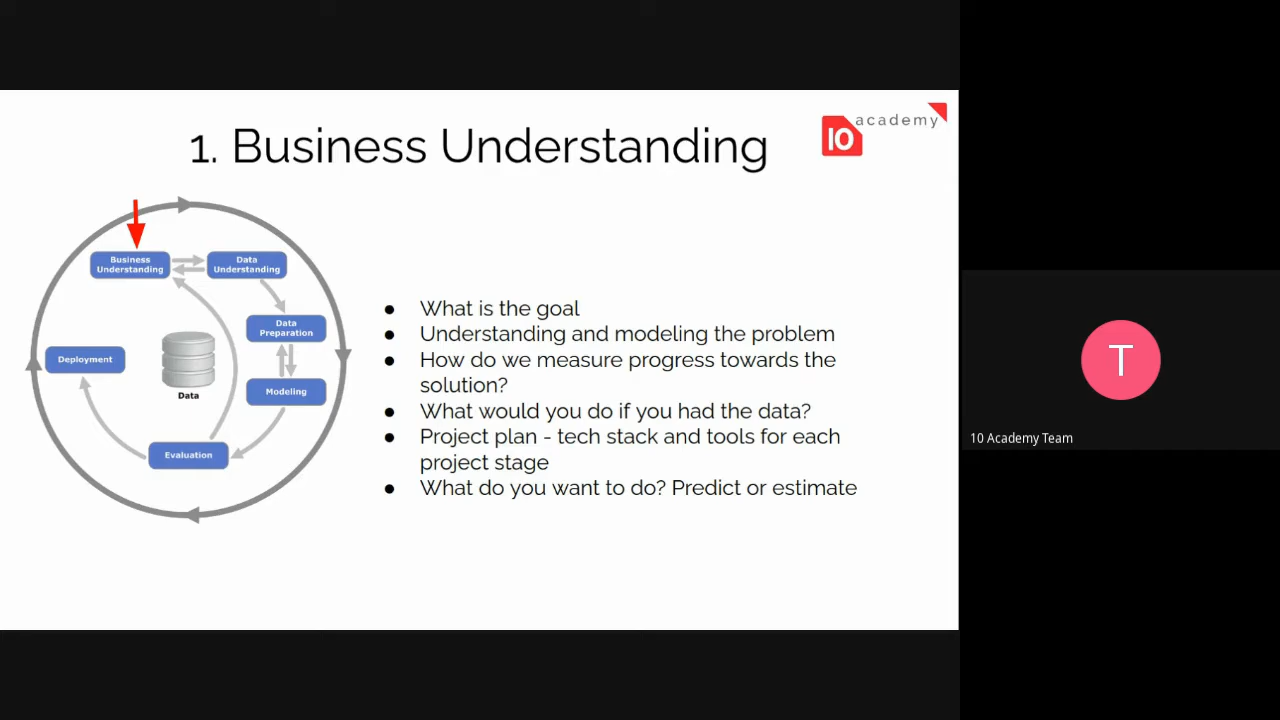 1. Business Understanding
10 academy
Business
Understanding
Data
Understanding
Data
Preparation
Modeling
Evaluation
Deployment
Data
● What is the goal
● Understanding and modeling the problem
● How do we measure progress towards the
solution?
● What would you do if you had the data?
● Project plan - tech stack and tools for each
project stage
● What do you want to do? Predict or estimate
T
10 Academy Team